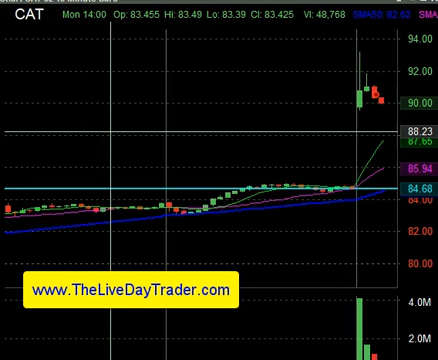 CAT Mon 14:00 Op: 83.455 Hi: 83.49 Lo: 83.39 Cl: 83.425 Vl: 48,768 SMA50: 82.62 SMA
94.00
92.00
90.00
88.23
87.65
85.94
84.68
84.00
82.00
80.00
www.TheLiveDayTrader.com
4.0M
2.0M